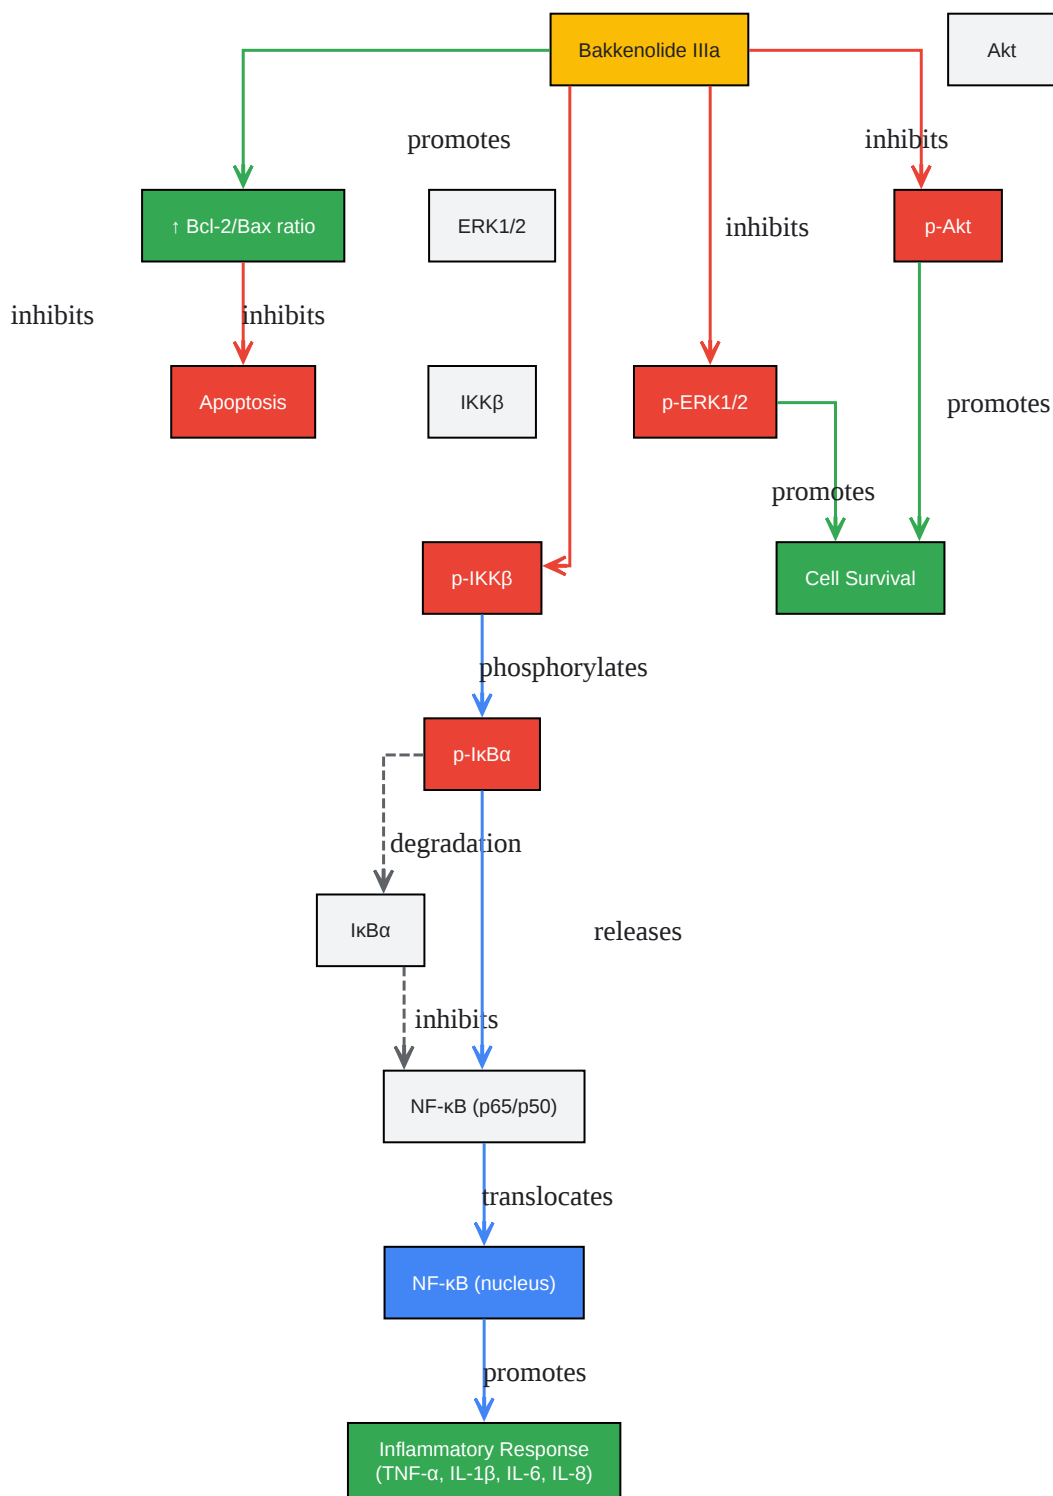 Bakkenolide IIIa
Akt
promotes
inhibits
↑ Bcl-2/Bax ratio
ERK1/2
inhibits
p-Akt
inhibits
inhibits
Apoptosis
IKKβ
p-ERK1/2
promotes
promotes
p-IKKβ
Cell Survival
phosphorylates
p-IκBα
degradation
IκBα
releases
inhibits
NF-κB (p65/p50)
translocates
NF-κB (nucleus)
promotes
Inflammatory Response
(TNF-α, IL-1β, IL-6, IL-8)